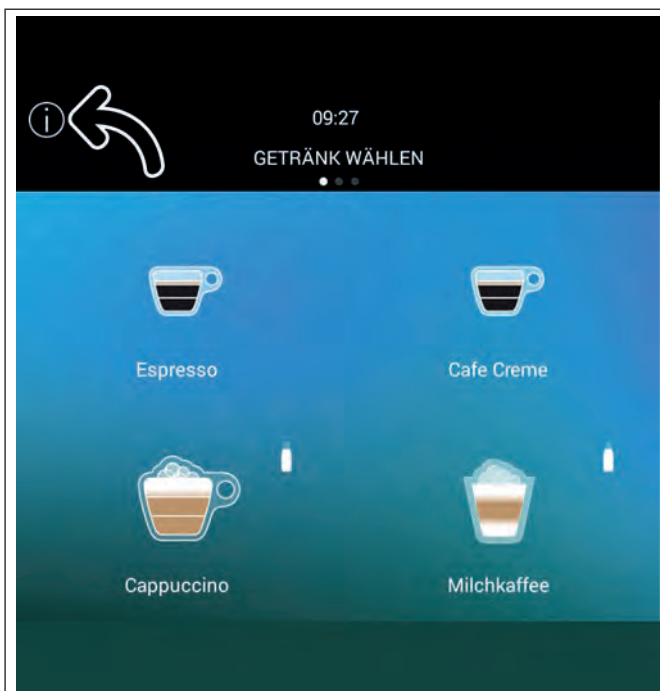 09:27
GETRÄNK WÄHLEN
Espresso
Cafe Creme
Cappuccino
Milchkaffee